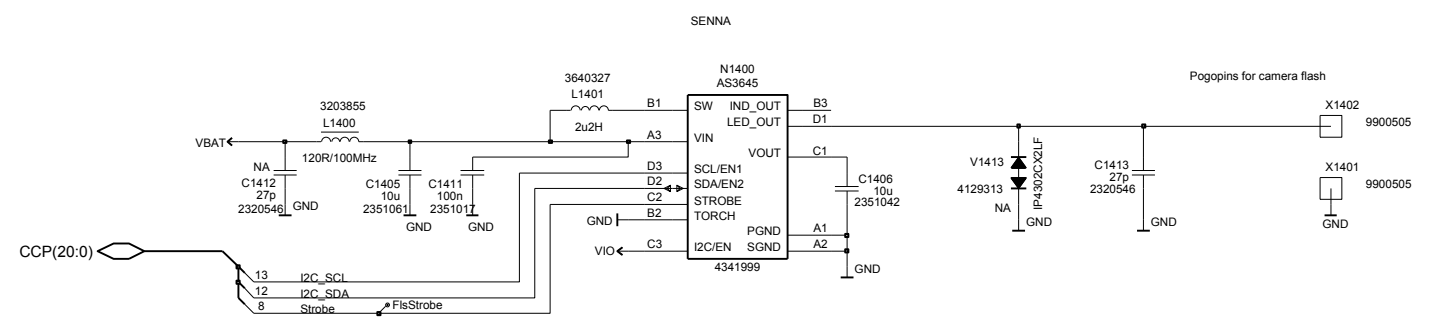 SENNA
N1400
AS3645
3640327
L1401
2u2H
B1
SW
IND_OUT
B3
LED_OUT
D1
Pogopins for camera flash
X1402
9900505
3203855
L1400
VBAT
120R/100MHz
A3
VIN
VOUT
C1
NA
C1412
27p
2320546
GND
C1405
10u
2351061
GND
C1411
100n
2351017
GND
D3
SCL/EN1
D2
SDA/EN2
C2
STROBE
GND
B2
TORCH
PGND
A1
VIO
C3
I2C/EN
SGND
A2
4341999
C1406
10u
2351042
GND
V1413
4129313
NA
IP4302CX2LF
GND
C1413
27p
2320546
GND
X1401
9900505
GND
CCP(20:0)
13
I2C_SCL
12
I2C_SDA
8
Strobe
FlsStrobe